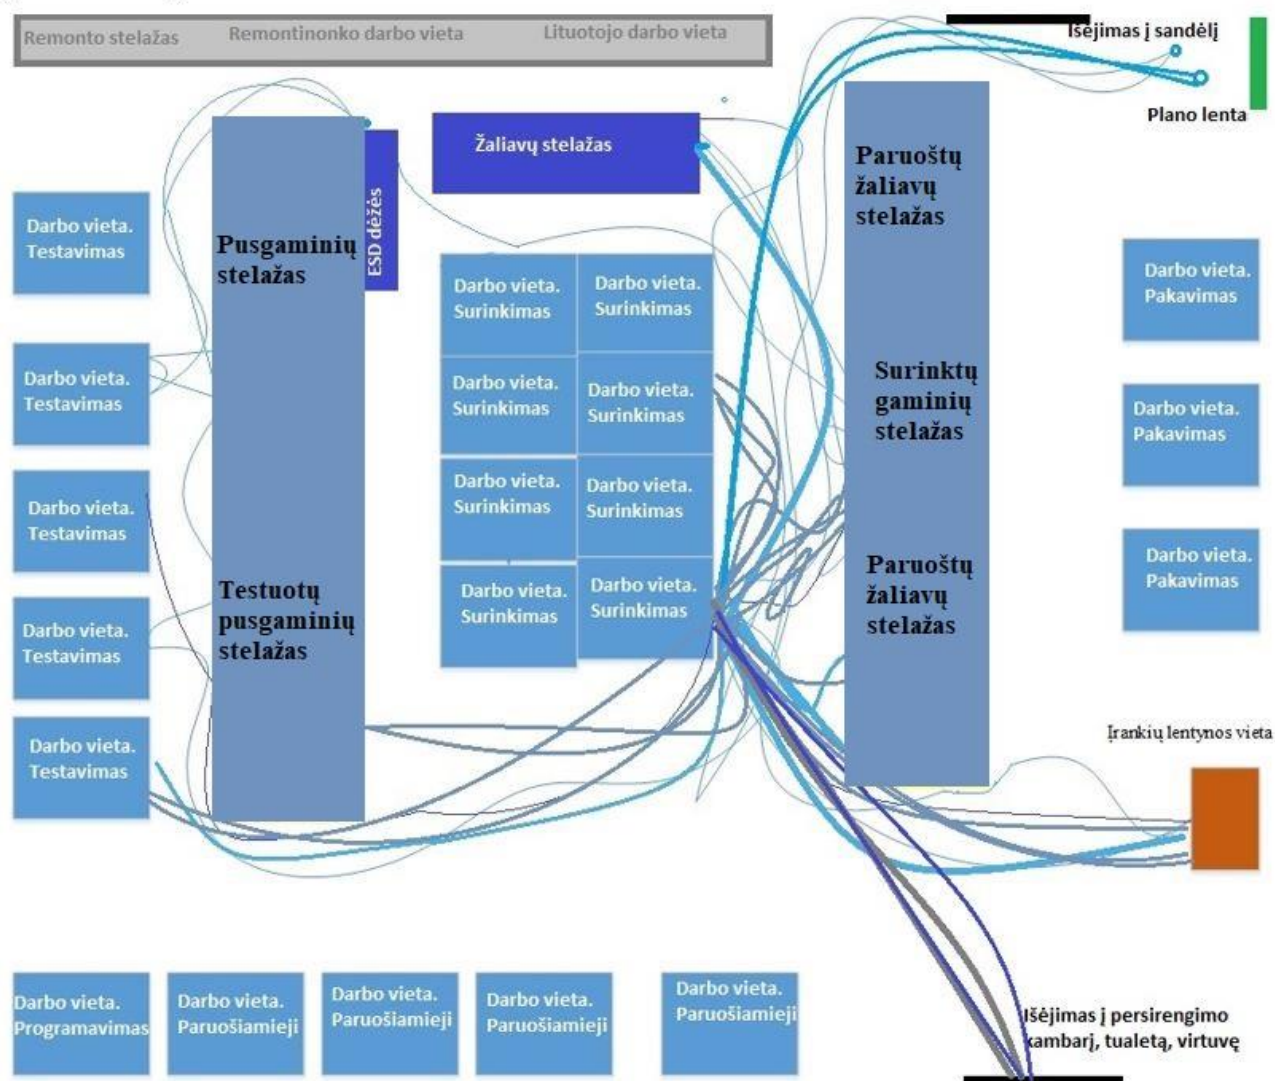 Remonto stelažas
Remontinonko darbo vieta
Lituotojo darbo vieta
Išėjimas į sandėlį
Plano lenta
Žaliavų stelažas
Paruoštų
žaliavų
stelažas
ESD dėžės
Darbo vieta.
Testavimas
Pusgaminių
stelažas
Darbo vieta.
Surinkimas
Darbo vieta.
Surinkimas
Darbo vieta.
Pakavimas
Darbo vieta.
Testavimas
Darbo vieta.
Surinkimas
Darbo vieta.
Surinkimas
Surinktų
gaminių
stelažas
Darbo vieta.
Pakavimas
Darbo vieta.
Testavimas
Darbo vieta.
Surinkimas
Darbo vieta.
Surinkimas
Darbo vieta.
Pakavimas
Testuotų
pusgaminių
stelažas
Paruoštų
žaliavų
stelažas
Darbo vieta.
Testavimas
Darbo vieta.
Surinkimas
Darbo vieta.
Surinkimas
Darbo vieta.
Testavimas
Įrankių lentynos vieta
Darbo vieta.
Programavimas
Darbo vieta.
Paruošiamieji
Darbo vieta.
Paruošiamieji
Darbo vieta.
Paruošiamieji
Darbo vieta.
Paruošiamieji
Išėjimas į persirengimo
kambarį, tualetą, virtuvę